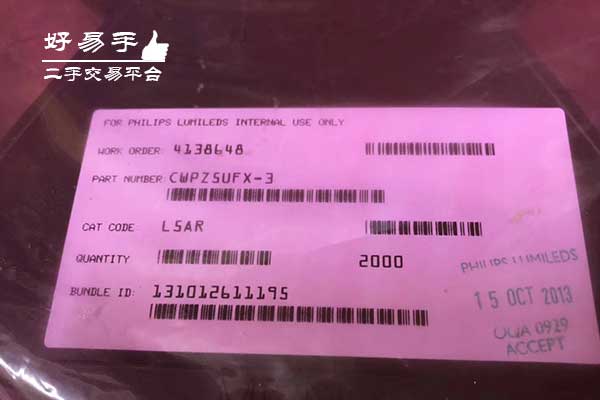 好易手
二手交易平台
FOR PHILIPS LUMILEDS INTERNAL USE ONLY
WORK ORDER: 4138648
PART NUMBER: CWPZSUFX-3
CAT CODE L5AR
QUANTITY 2000
BUNDLE ID: 131012611195
PHILIPS LUMILEDS
15 OCT 2013
OQA 0929
ACCEPT